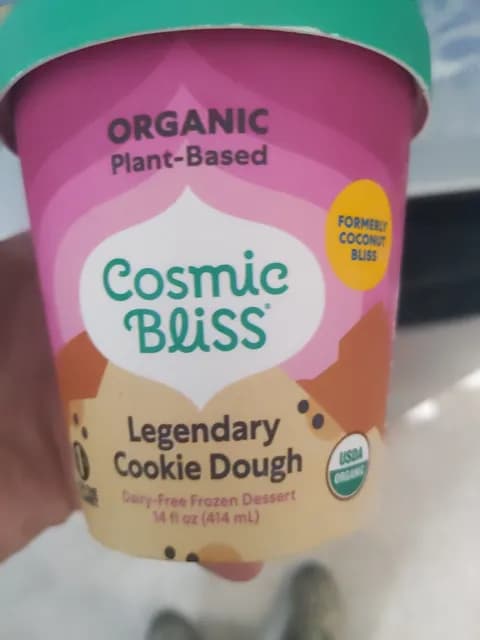 ORGANIC
Plant-Based
FORMERLY
COCONUT
BLISS
Cosmic
Bliss
Legendary
Cookie Dough
USDA
ORGANIC
Dairy-Free Frozen Dessert
14 fl oz (414 mL)